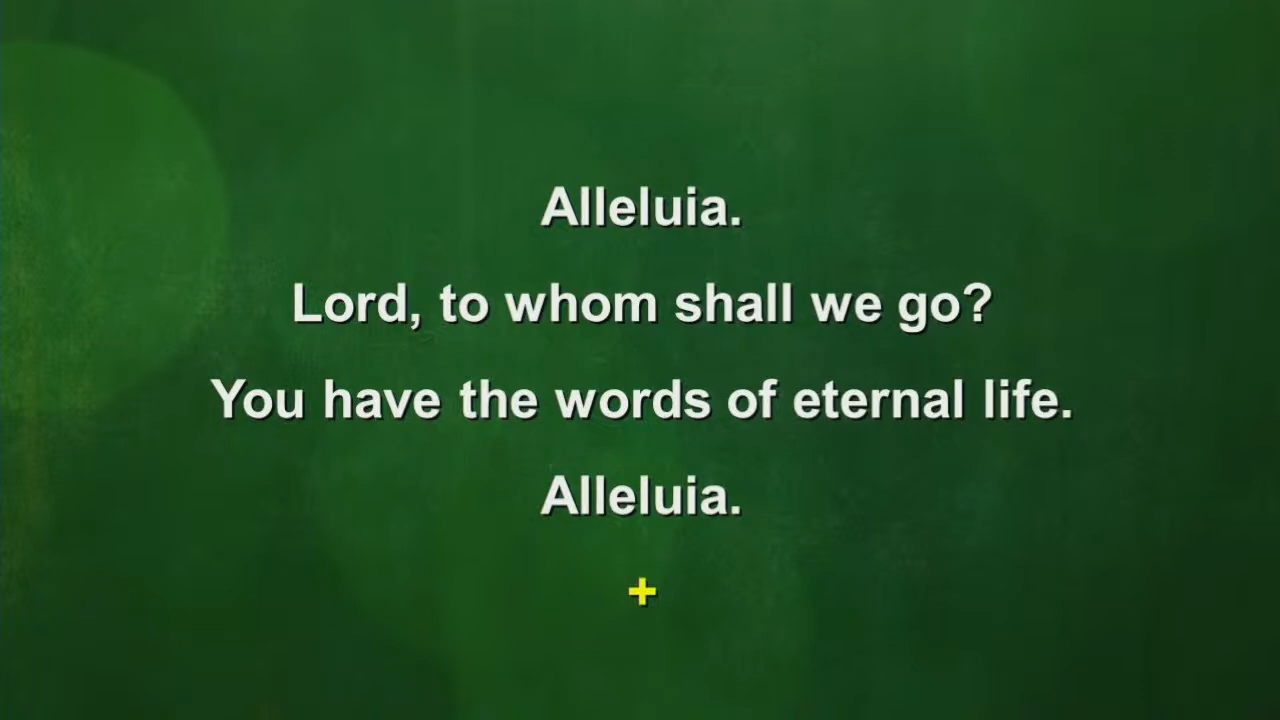 Alleluia.
Lord, to whom shall we go?
You have the words of eternal life.
Alleluia.
+